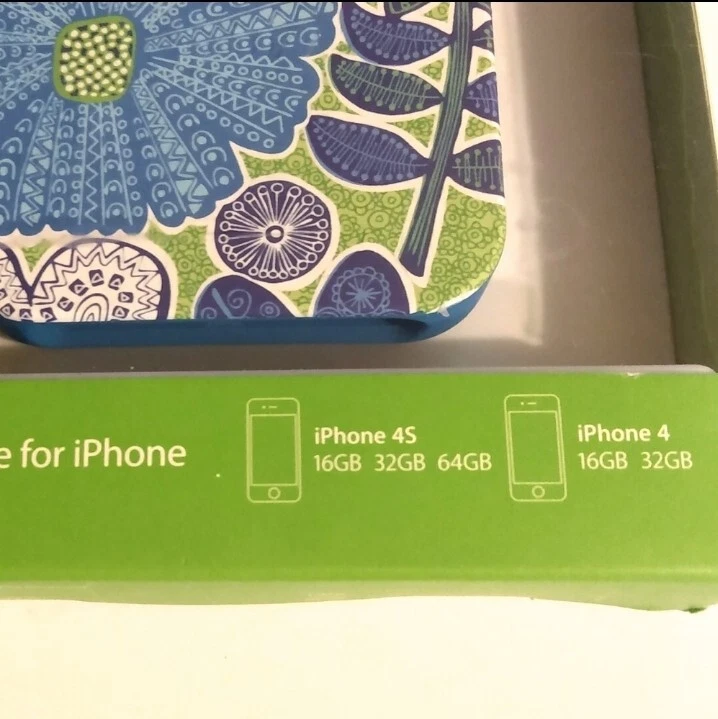 e for iPhone
iPhone 4S
16GB 32GB 64GB
iPhone 4
16GB 32GB